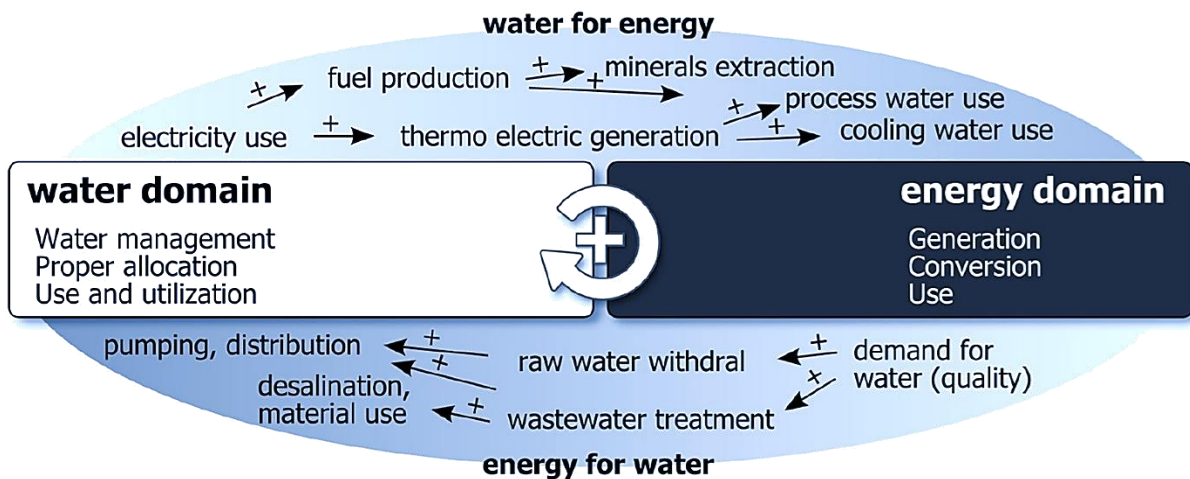 water for energy
fuel production
+
+
+
minerals extraction
process water use
electricity use
+
thermo electric generation
+
+
cooling water use
water domain
Water management
Proper allocation
Use and utilization
+
energy domain
Generation
Conversion
Use
pumping, distribution
+
raw water withdral
+
demand for
water (quality)
desalination,
material use
+
+
wastewater treatment
+
energy for water